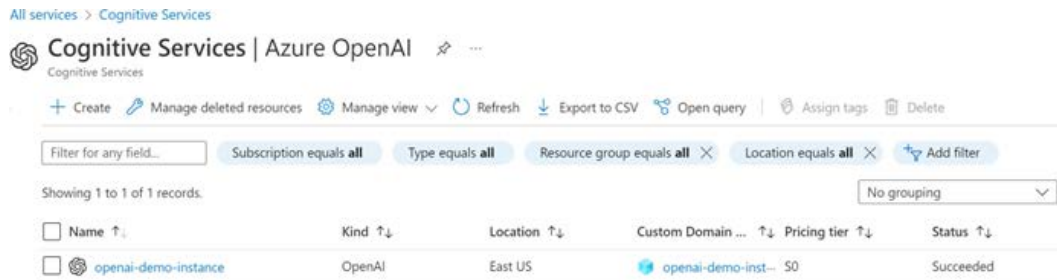 All services > Cognitive Services
Cognitive Services | Azure OpenAI ...
Cognitive Services
+ Create Manage deleted resources Manage view Refresh Export to CSV Open query Assign tags Delete
Filter for any field... Subscription equals all Type equals all Resource group equals all × Location equals all × Add filter
Showing 1 to 1 of 1 records. No grouping
Name ↑↓ Kind ↑↓ Location ↑↓ Custom Domain ... ↑↓ Pricing tier ↑↓ Status ↑↓
openai-demo-instance OpenAI East US openai-demo-inst... S0 Succeeded